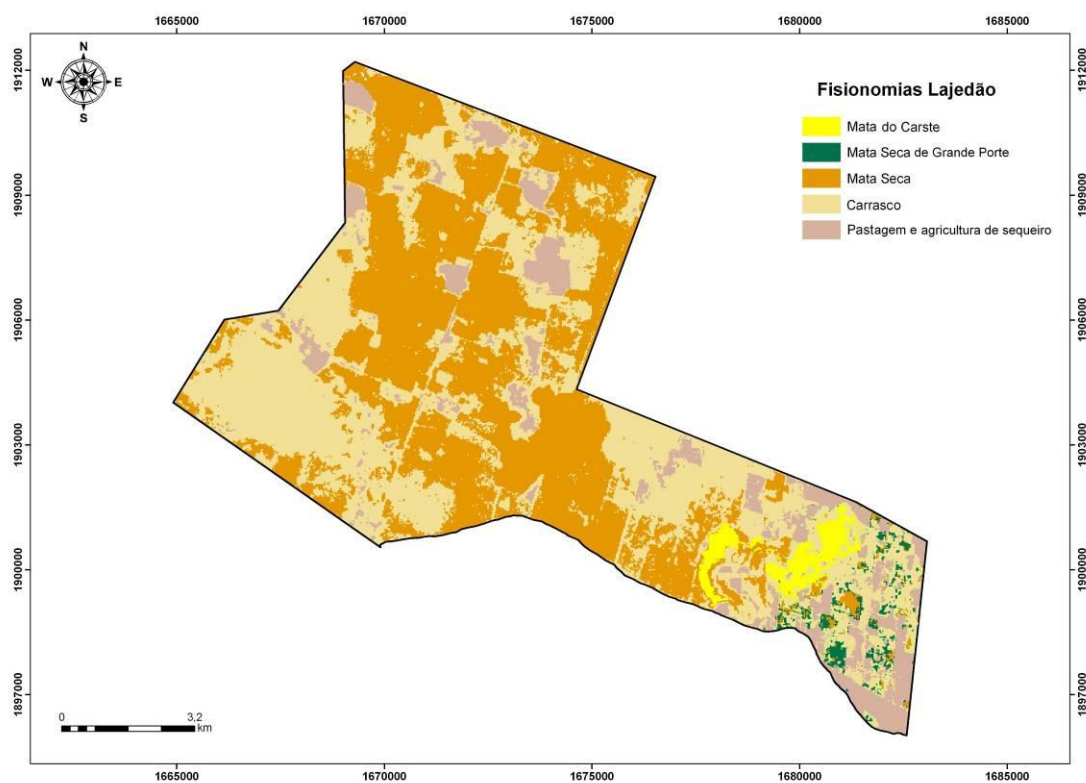 1665000 1670000 1675000 1680000 1685000
N
W E
S
Fisionomias Lajedão
Mata do Carste
Mata Seca de Grande Porte
Mata Seca
Carrasco
Pastagem e agricultura de sequeiro
1912000 1912000
1909000 1909000
1906000 1906000
1903000 1903000
1900000 1900000
1897000 1897000
0 3,2
km
1665000 1670000 1675000 1680000 1685000